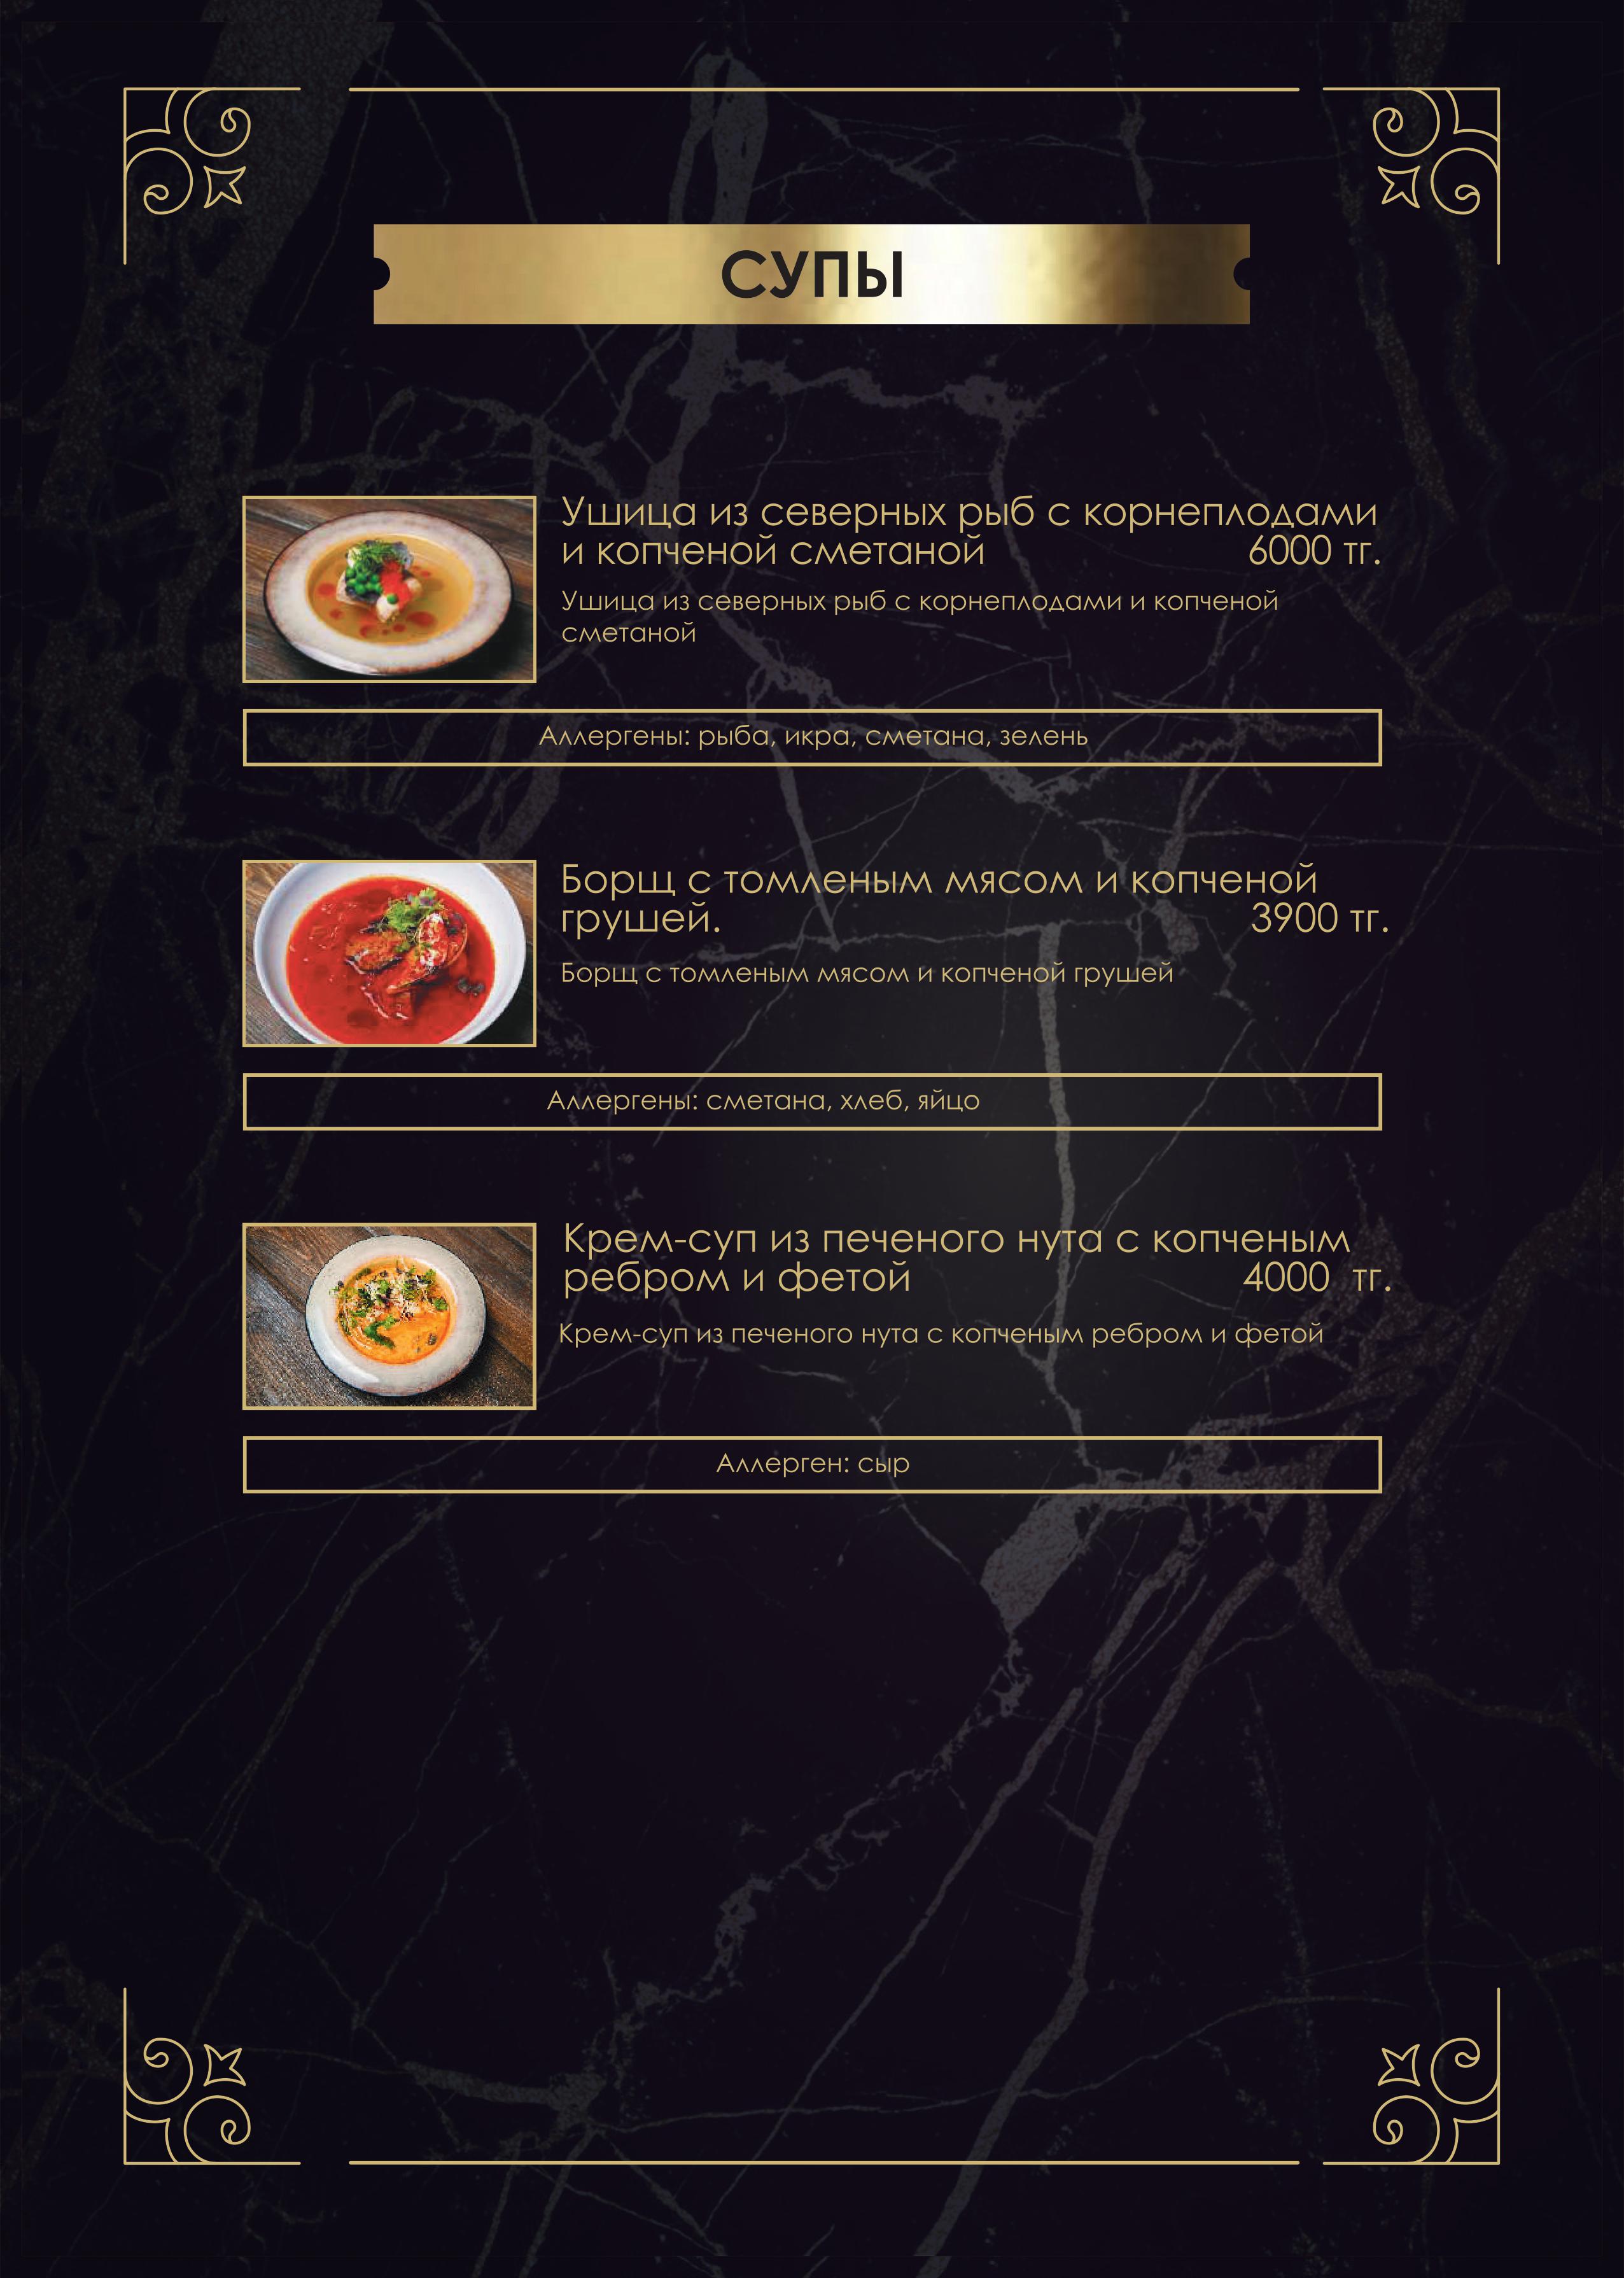 СУПЫ
Ушица из северных рыб с корнеплодами
и копченой сметаной 6000 тг.
Ушица из северных рыб с корнеплодами и копченой
сметаной
Аллергены: рыба, икра, сметана, зелень
Борщ с томленым мясом и копченой
грушей. 3900 тг.
Борщ с томленым мясом и копченой грушей
Аллергены: сметана, хлеб, яйцо
Крем-суп из печеного нута с копченым
ребром и фетой 4000 тг.
Крем-суп из печеного нута с копченым ребром и фетой
Аллерген: сыр